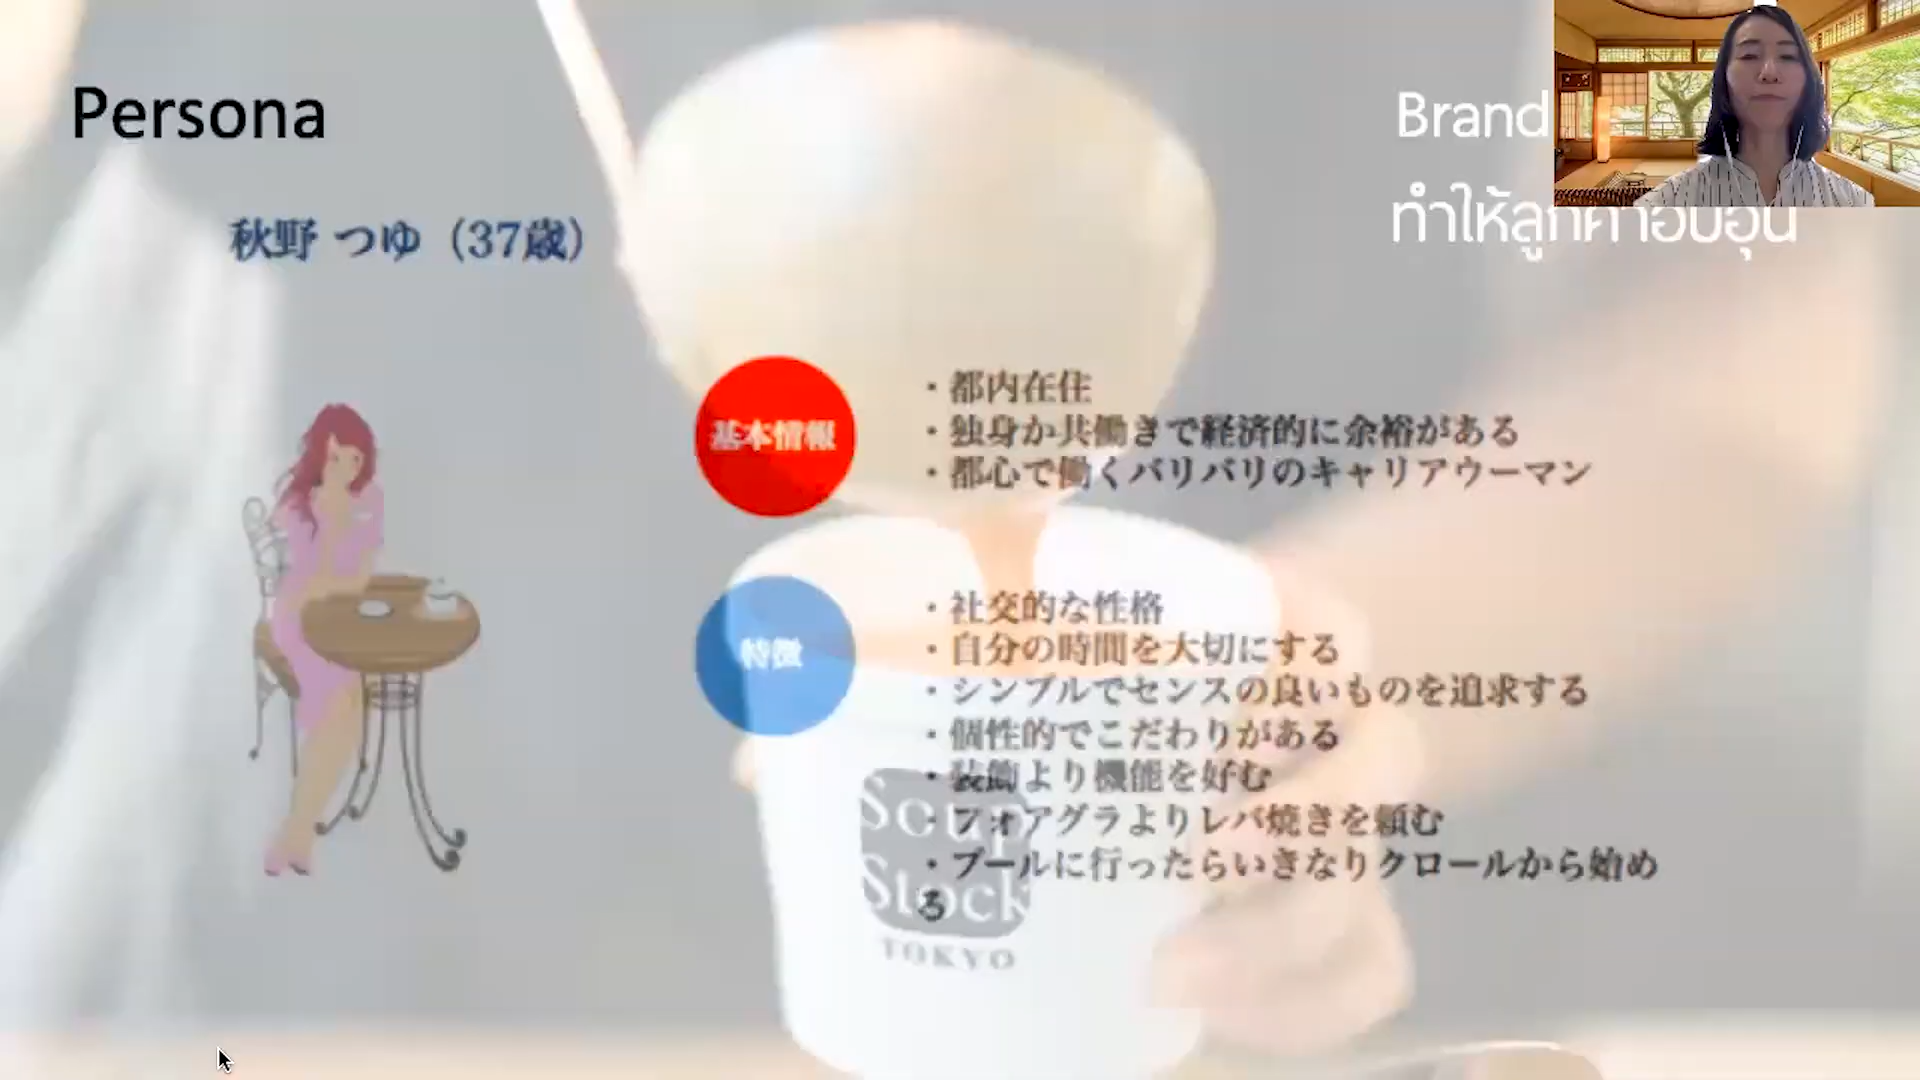 Persona
Brand
ทำให้ลูกค้าอบอุ่น
秋野 つゆ（37歳）
基本情報
・都内在住
・独身か共働きで経済的に余裕がある
・都心で働くバリバリのキャリアウーマン
特徴
・社交的な性格
・自分の時間を大切にする
・シンプルでセンスの良いものを追求する
・個性的でこだわりがある
・装飾より機能を好む
・フォアグラよりレバ焼きを頼む
・プールに行ったらいきなりクロールから始め
る
Soup
Stock
TOKYO